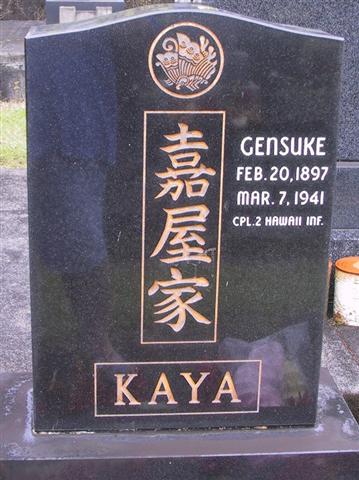 嘉屋家
GENSUKE
FEB. 20, 1897
MAR. 7, 1941
CPL. 2 HAWAII INF.
KAYA